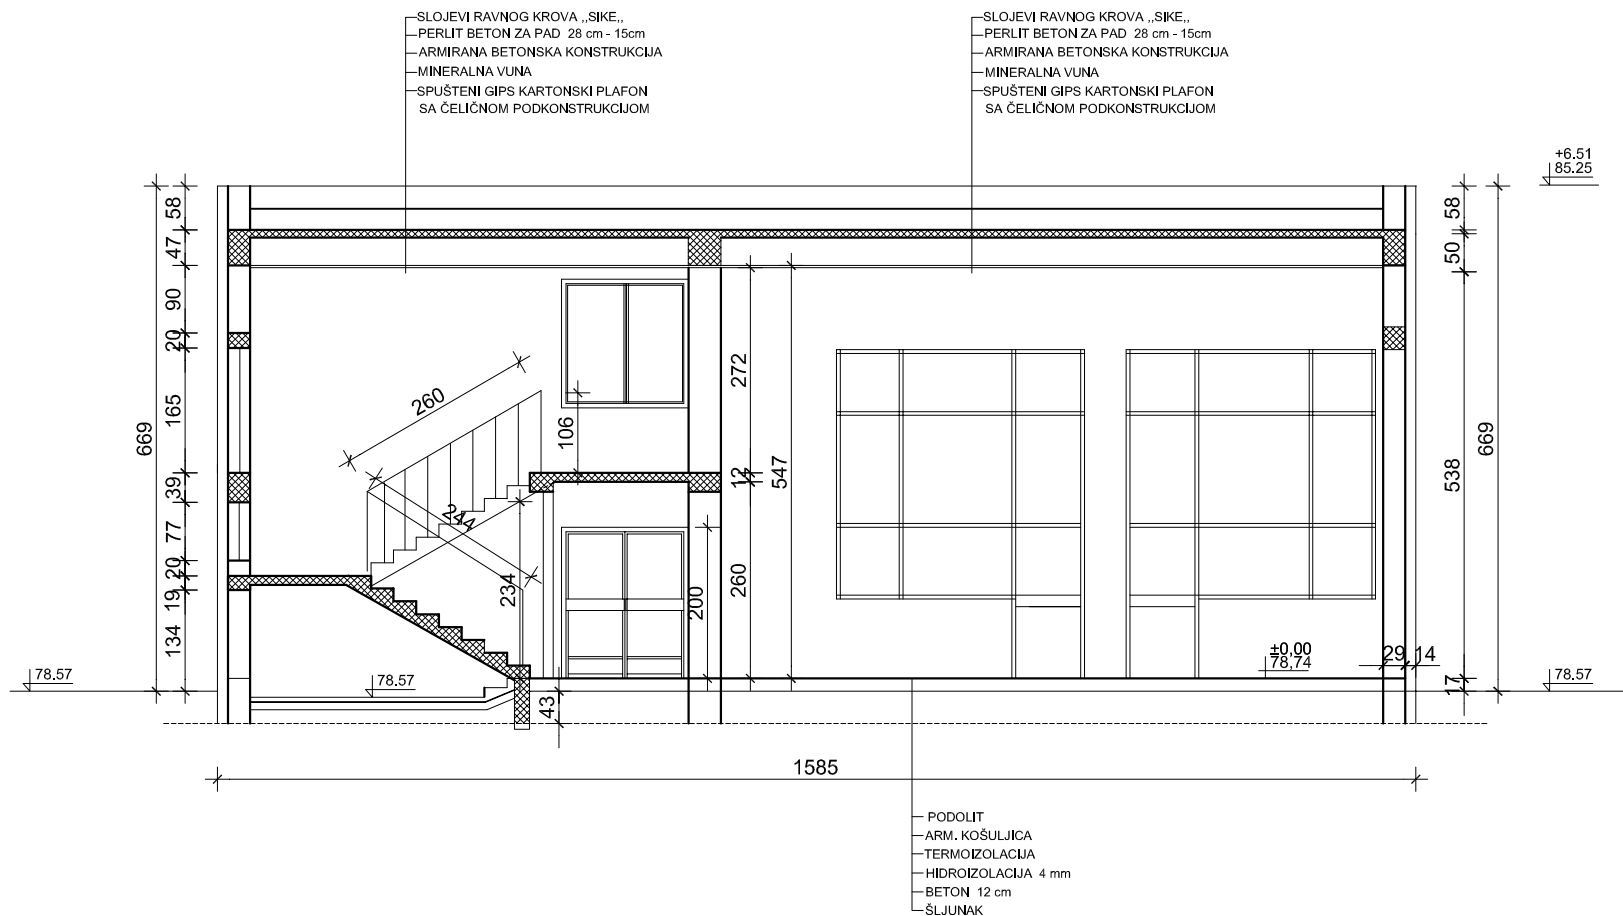 SLOJEVI RAVNOG KROVA ,,SIKE,,
PERLIT BETON ZA PAD 28 cm - 15cm
ARMIRANA BETONSKA KONSTRUKCIJA
MINERALNA VUNA
SPUŠTENI GIPS KARTONSKI PLAFON
SA ČELIČNOM PODKONSTRUKCIJOM
SLOJEVI RAVNOG KROVA ,,SIKE,,
PERLIT BETON ZA PAD 28 cm - 15cm
ARMIRANA BETONSKA KONSTRUKCIJA
MINERALNA VUNA
SPUŠTENI GIPS KARTONSKI PLAFON
SA ČELIČNOM PODKONSTRUKCIJOM
+6.51
85.25
669
58
47
90
20
165
39
77
20
19
134
78.57
78.57
260
244
234
106
43
200
272
12
260
547
±0,00
78,74
29
14
58
50
538
17
669
78.57
1585
PODOLIT
ARM. KOŠULJICA
TERMOIZOLACIJA
HIDROIZOLACIJA 4 mm
BETON 12 cm
ŠLJUNAK